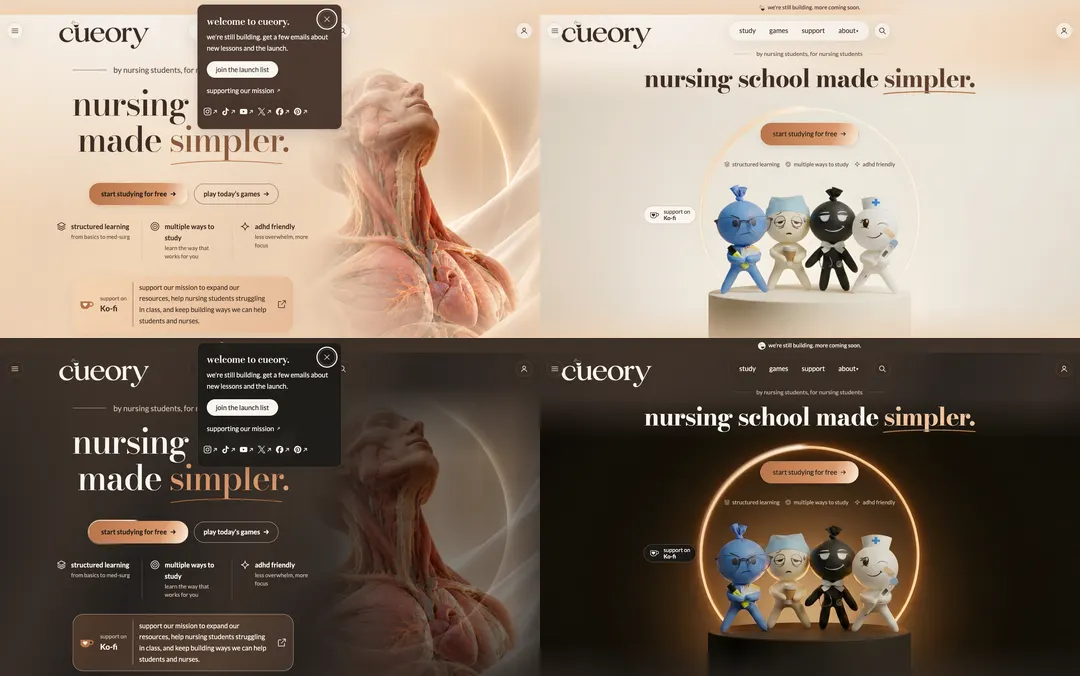 cueory
welcome to cueory.
we're still building. get a few emails about
new lessons and the launch.
join the launch list
supporting our mission
by nursing students, for
nursing
made simpler.
start studying for free
play today's games
structured learning
from basics to med-surg
multiple ways to
study
learn the way that
works for you
adhd friendly
less overwhelm, more
focus
support on
Ko-fi
support us to expand our
resources, help nursing students struggling
in class, and keep building ways we can help
students and nurses.
we're still building. more coming soon.
cueory
study games support about
by nursing students, for nursing students
nursing school made simpler.
start studying for free
structured learning multiple ways to study adhd friendly
support on
Ko-fi
cueory
welcome to cueory.
we're still building. get a few emails about
new lessons and the launch.
join the launch list
supporting our mission
by nursing students, for
nursing
made simpler.
start studying for free
play today's games
structured learning
from basics to med-surg
multiple ways to
study
learn the way that
works for you
adhd friendly
less overwhelm, more
focus
support on
Ko-fi
support us to expand our
resources, help nursing students struggling
in class, and keep building ways we can help
students and nurses.
we're still building. more coming soon.
cueory
study games support about
by nursing students, for nursing students
nursing school made simpler.
start studying for free
structured learning multiple ways to study adhd friendly
support on
Ko-fi